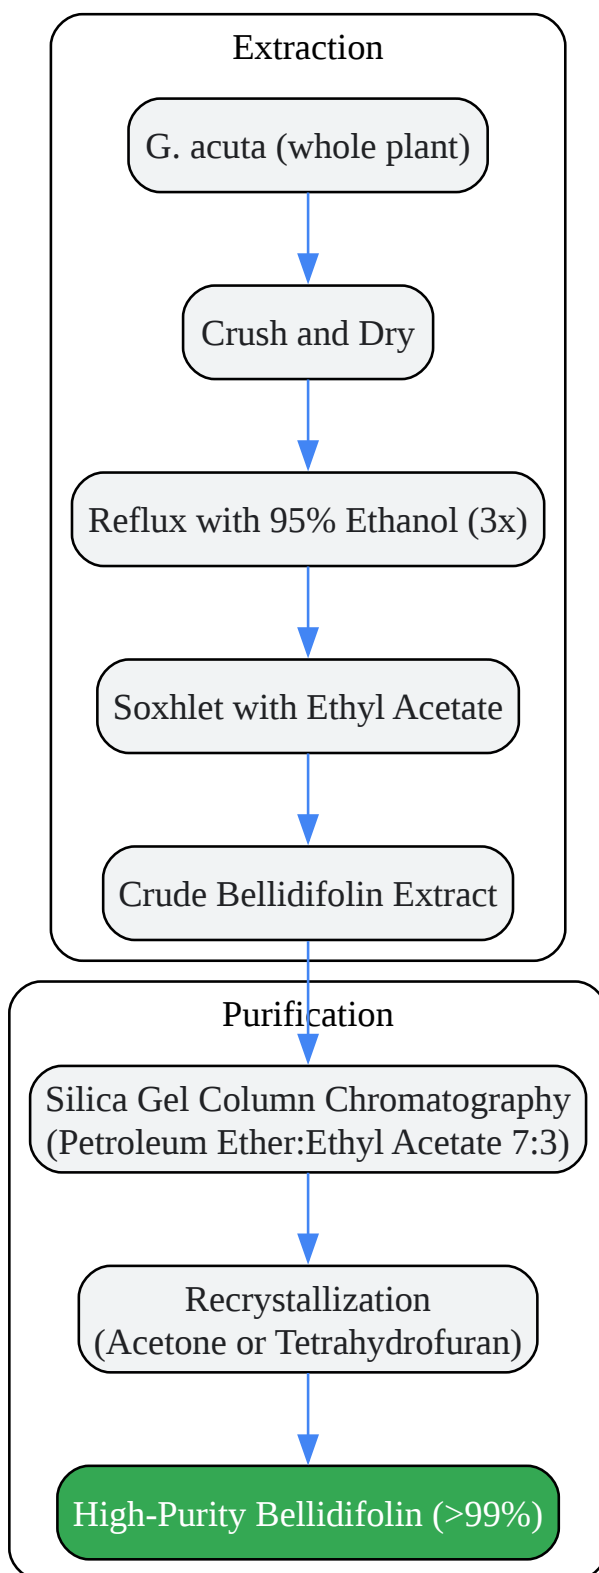 Extraction
G. acuta (whole plant)
Crush and Dry
Reflux with 95% Ethanol (3x)
Soxhlet with Ethyl Acetate
Crude Bellidifolin Extract
Purification
Silica Gel Column Chromatography
(Petroleum Ether:Ethyl Acetate 7:3)
Recrystallization
(Acetone or Tetrahydrofuran)
High-Purity Bellidifolin (>99%)